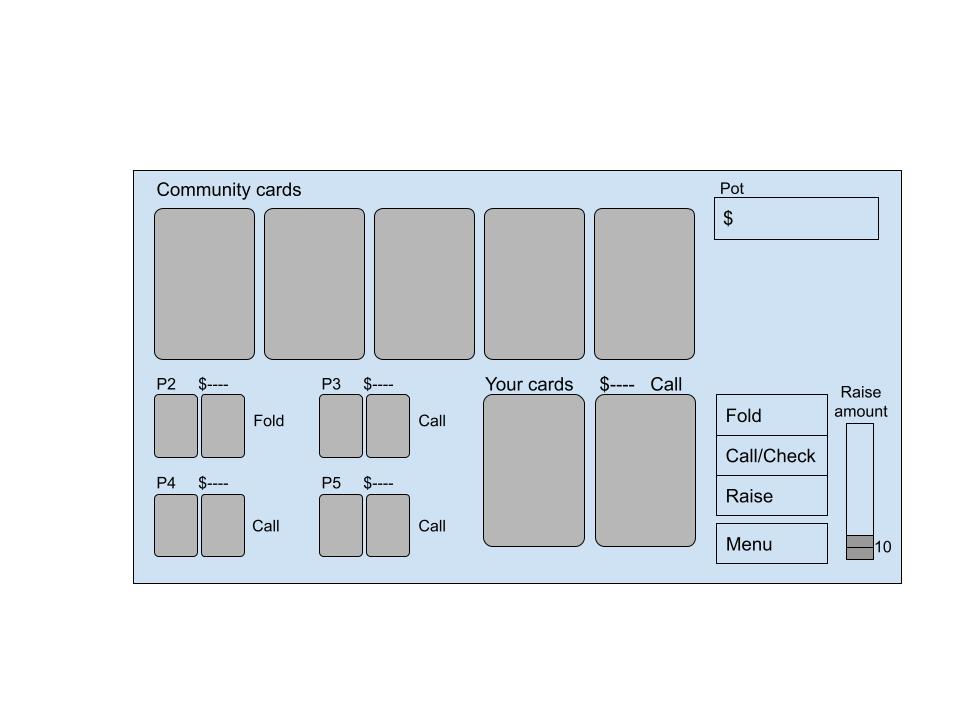 Community cards
Pot
$
P2 $----
P3 $----
Your cards $---- Call
Fold
Call
P4 $----
P5 $----
Call
Call
Fold
Call/Check
Raise
Menu
Raise
amount
10